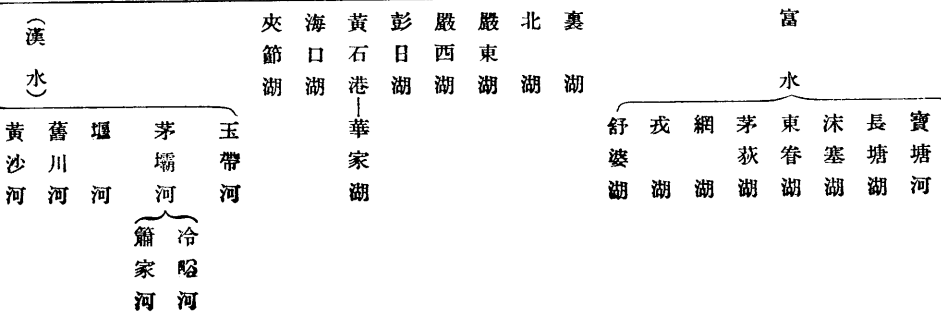 富水
寶塘河
長塘湖
沫塞湖
東眷湖
茅荻湖
網湖
戎湖
舒婆湖
裏湖
北湖
嚴東湖
嚴西湖
彭日湖
黃石港
華家湖
海口湖
夾節湖
（漢水）
玉帶河
茅壩河
冷峪河
簫家河
堰河
舊川河
黃沙河